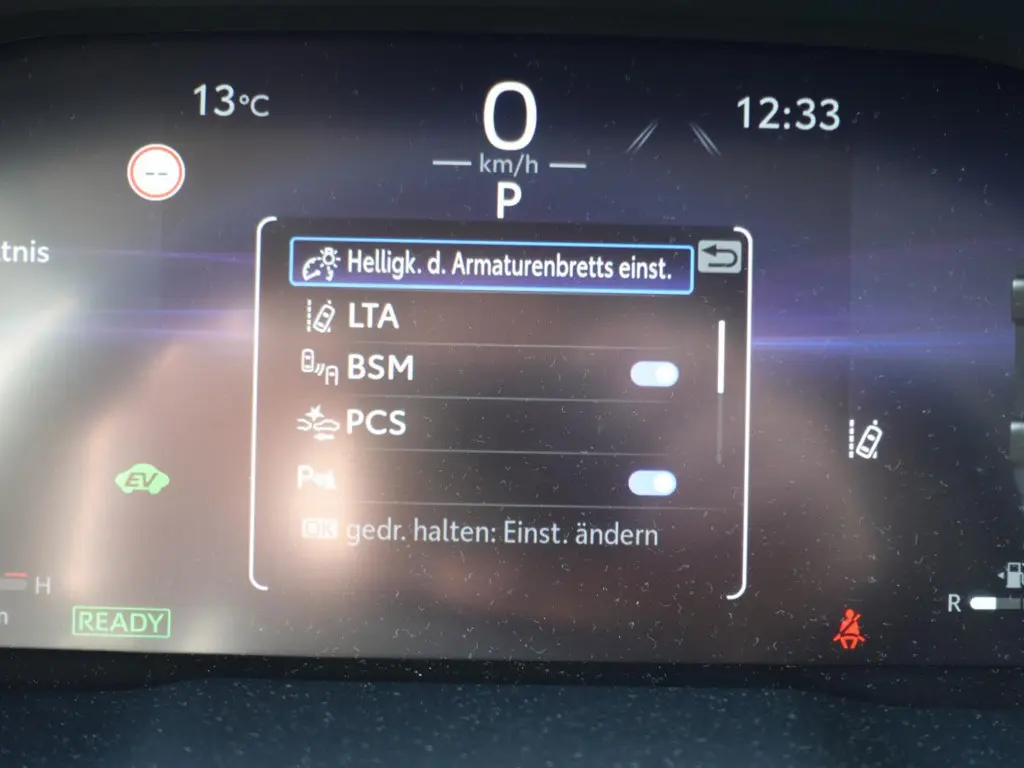 13°C
0
12:33
km/h
--
P
tnis
Helligk. d. Armaturenbretts einst.
LTA
BSM
PCS
EV
P
OK gedr. halten: Einst. ändern
H
R
READY